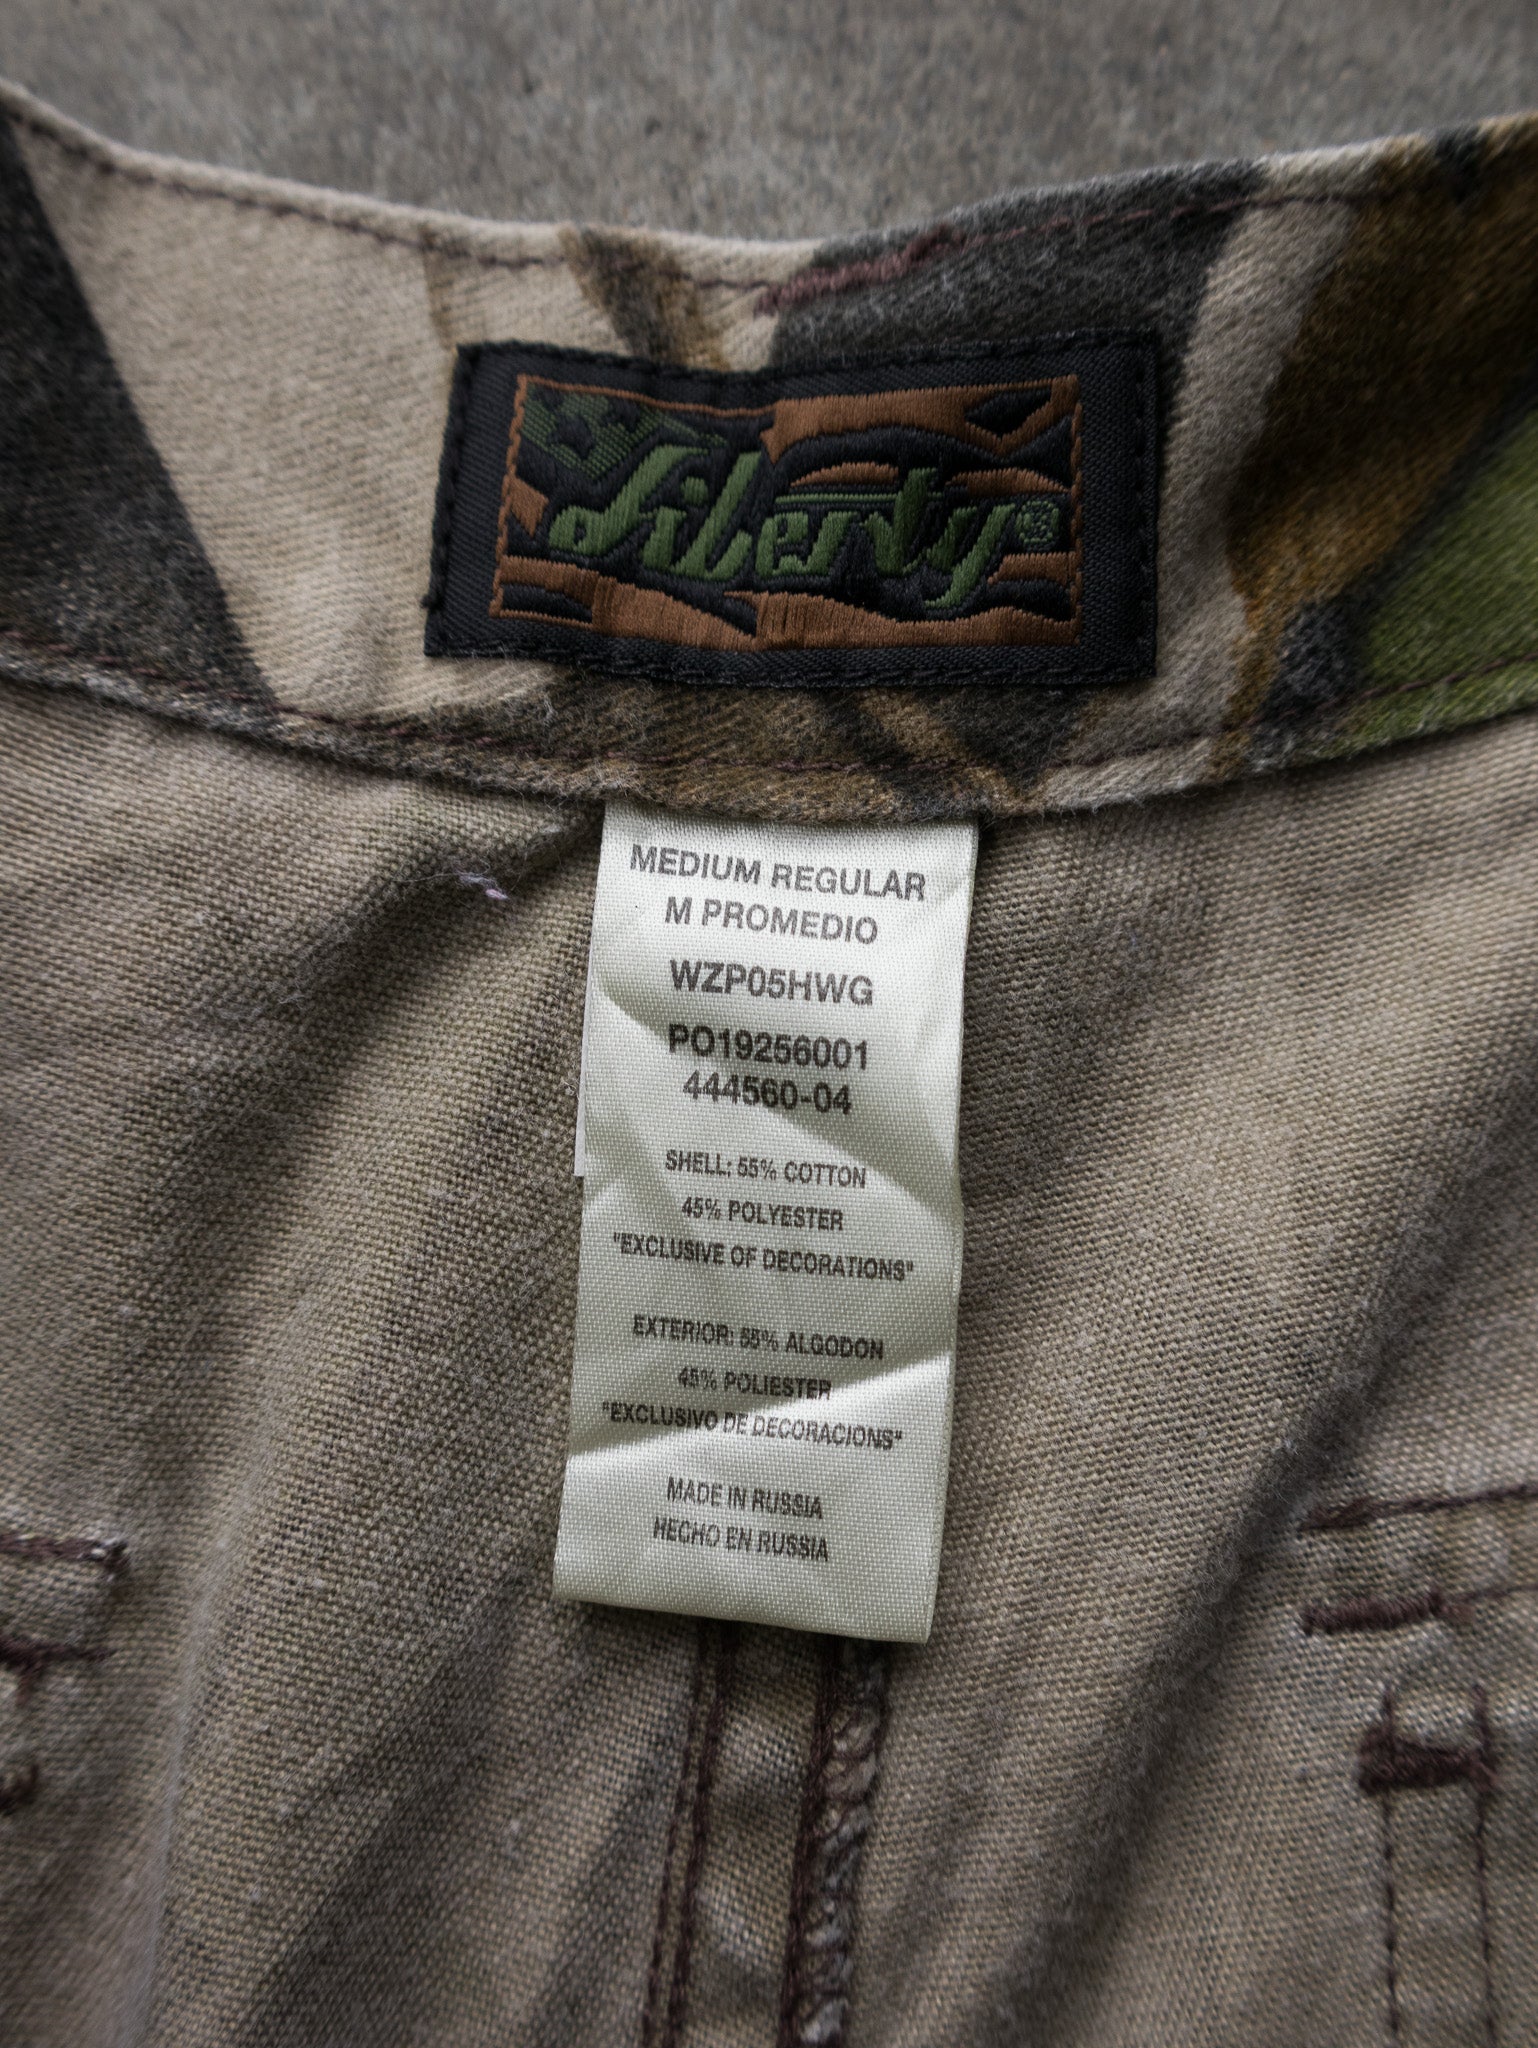 Liberty®
MEDIUM REGULAR
M PROMEDIO
WZP05HWG
PO19256001
444560-04
SHELL: 55% COTTON
45% POLYESTER
"EXCLUSIVE OF DECORATIONS"
EXTERIOR: 55% ALGODON
45% POLIESTER
"EXCLUSIVO DE DECORACIONS"
MADE IN RUSSIA
HECHO EN RUSSIA